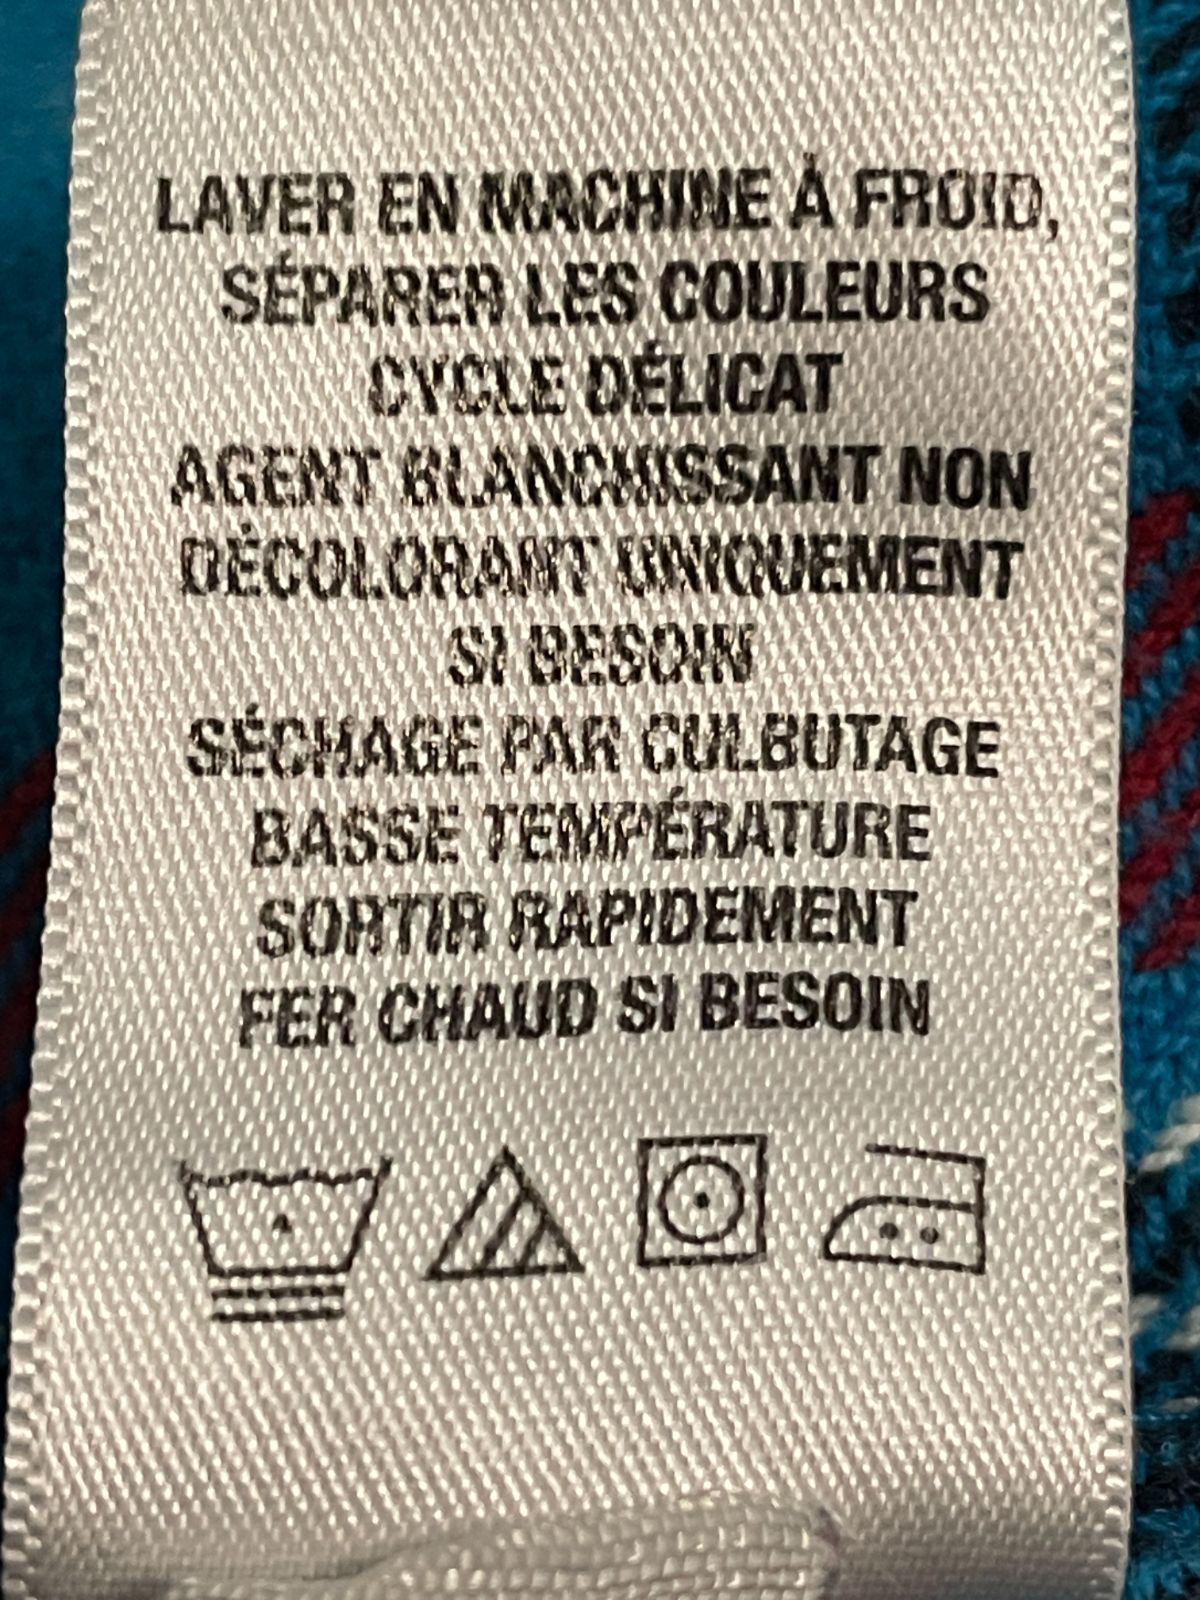 LAVER EN MACHINE À FROID,
SÉPARER LES COULEURS
CYCLE DÉLICAT
AGENT BLANCHISSANT NON
DÉCOLORANT UNIQUEMENT
SI BESOIN
SÉCHAGE PAR CULBUTAGE
BASSE TEMPÉRATURE
SORTIR RAPIDEMENT
FER CHAUD SI BESOIN